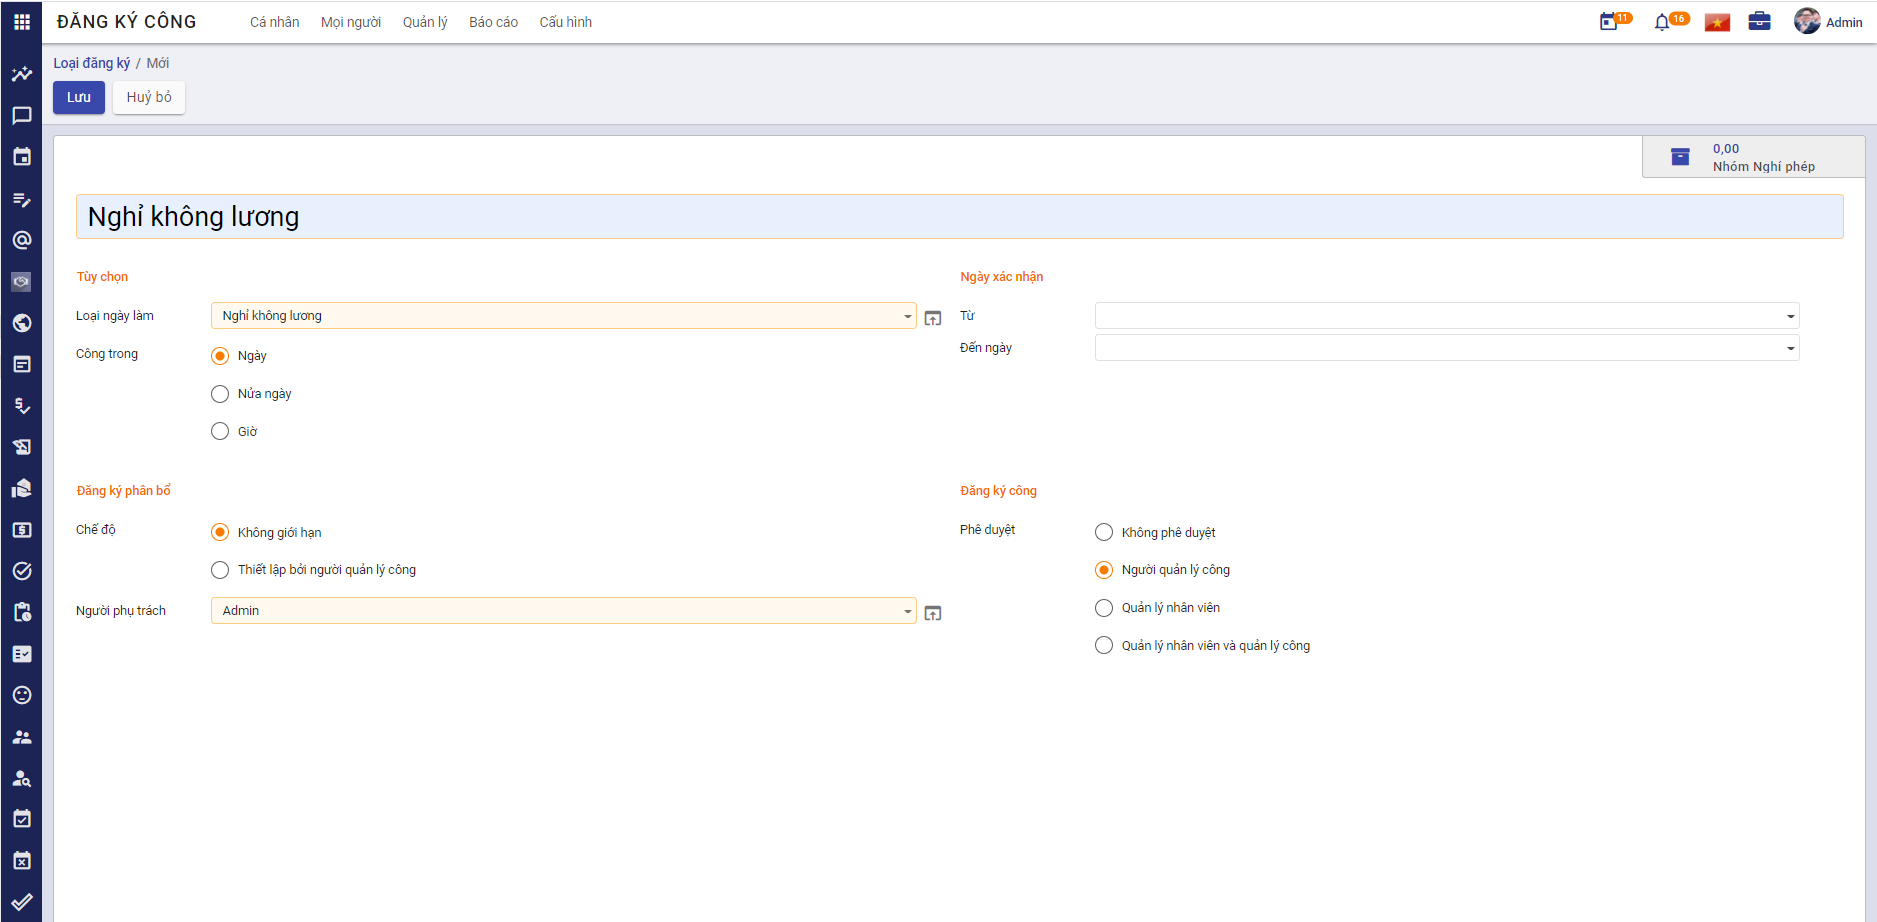 ĐĂNG KÝ CÔNG
Cá nhân
Mọi người
Quản lý
Báo cáo
Cấu hình
11
16
Admin
Loại đăng ký / Mới
Lưu
Huỷ bỏ
0,00
Nhóm Nghỉ phép
Nghỉ không lương
Tùy chọn
Loại ngày làm
Nghỉ không lương
Công trong
Ngày
Nửa ngày
Giờ
Ngày xác nhận
Từ
Đến ngày
Đăng ký phân bổ
Chế độ
Không giới hạn
Thiết lập bởi người quản lý công
Người phụ trách
Admin
Đăng ký công
Phê duyệt
Không phê duyệt
Người quản lý công
Quản lý nhân viên
Quản lý nhân viên và quản lý công